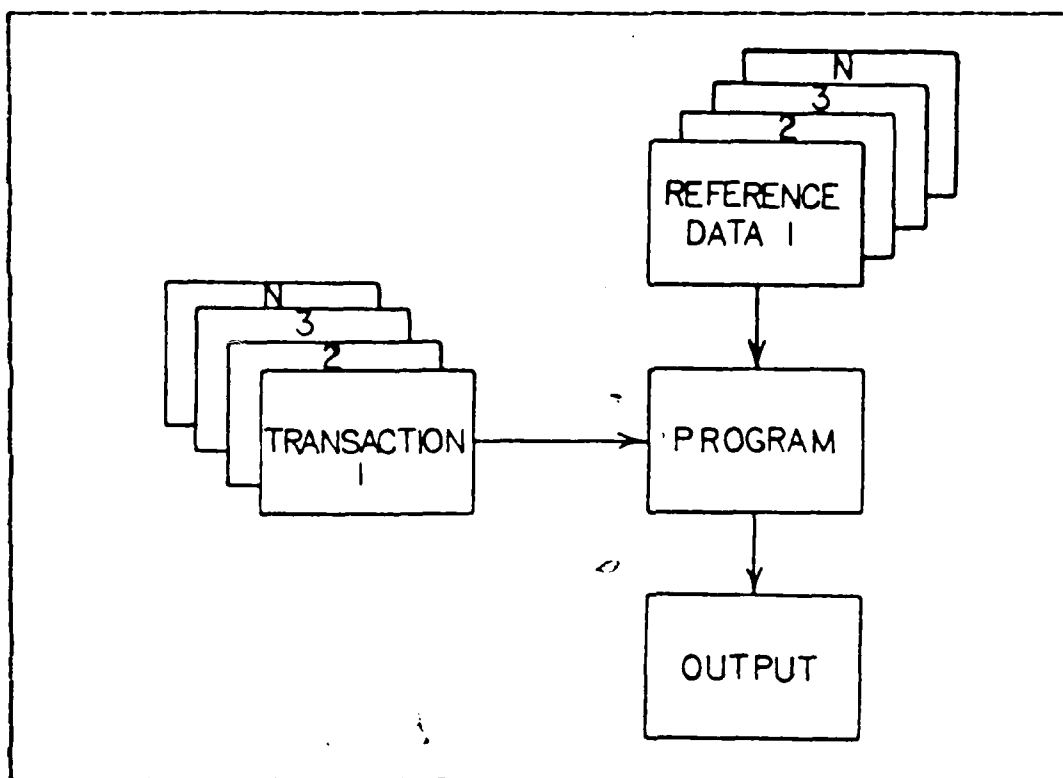 N
3
2
REFERENCE
DATA 1
N
3
2
TRANSACTION
1
PROGRAM
OUTPUT